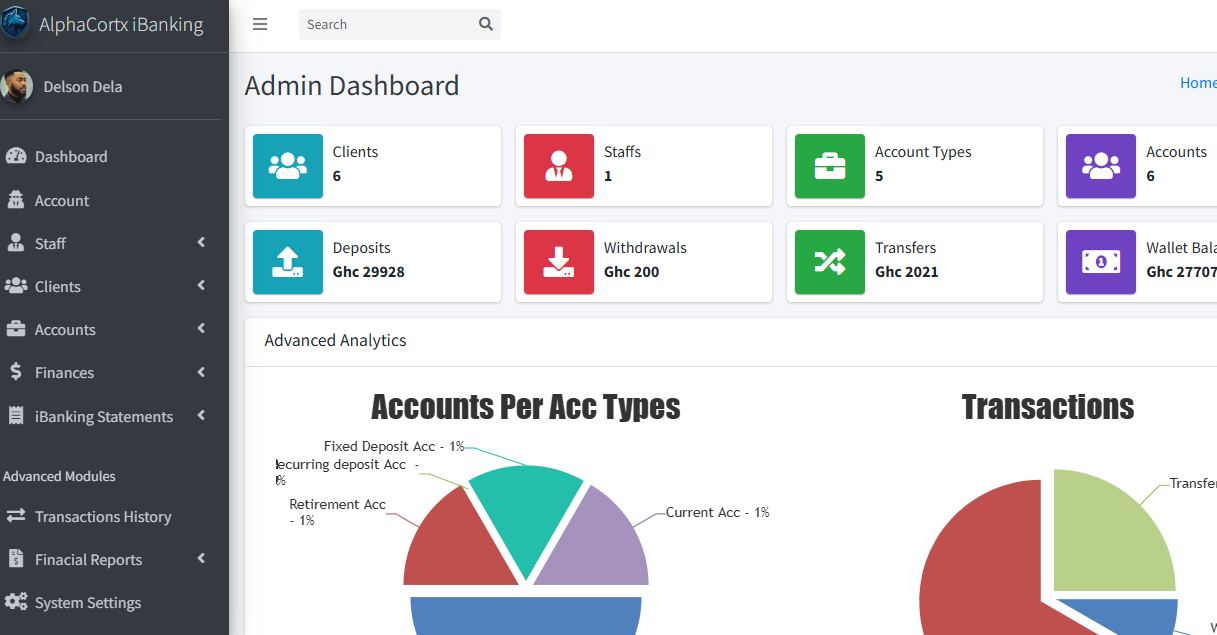 AlphaCortx iBanking
Search
Delson Dela
Admin Dashboard
Home
Dashboard
Account
Staff
Clients
Accounts
Finances
iBanking Statements
Advanced Modules
Transactions History
Finacial Reports
System Settings
Clients
6
Staffs
1
Account Types
5
Accounts
6
Deposits
Ghc 29928
Withdrawals
Ghc 200
Transfers
Ghc 2021
Wallet Bala
Ghc 27707
Advanced Analytics
Accounts Per Acc Types
Fixed Deposit Acc - 1%
ecurring deposit Acc -
%
Retirement Acc
- 1%
Current Acc - 1%
Transactions
Transfer